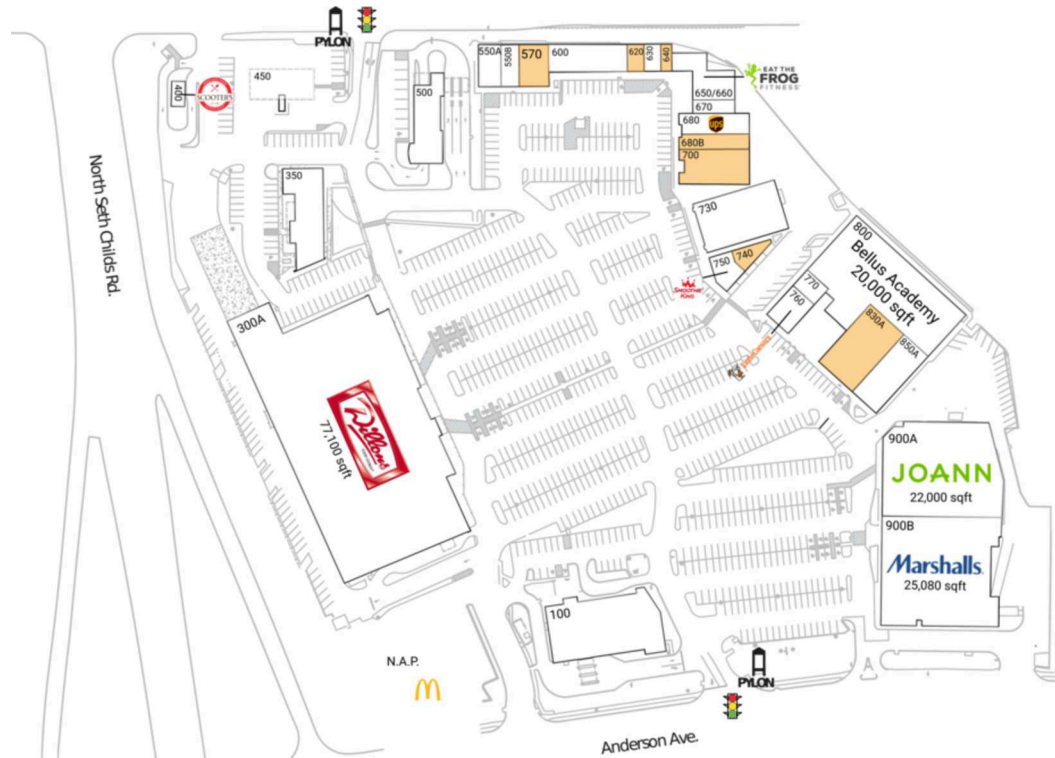 PYLON
550A
550B
570
600
620
630
640
EAT THE
FROG
FITNESS
650/660
670
680
ups
680B
700
400
SCOOTER'S
450
500
350
North Seth Childs Rd.
730
740
750
SMOOTHIE
KING
800
Bellus Academy
20,000 sqft
770
760
830A
850A
300A
Dillons
77,100 sqft
900A
JOANN
22,000 sqft
900B
Marshalls
25,080 sqft
100
N.A.P.
PYLON
Anderson Ave.